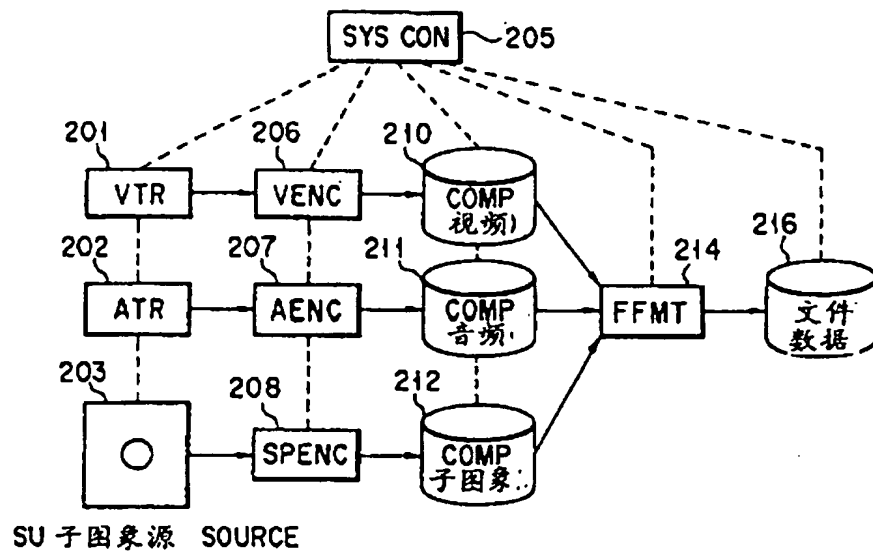 SYS CON
205
201
206
210
VTR
VENC
COMP
视频
202
207
211
214
216
ATR
AENC
COMP
音频
FFMT
文件
数据
203
208
212
SPENC
COMP
子图象
SU 子图象源 SOURCE